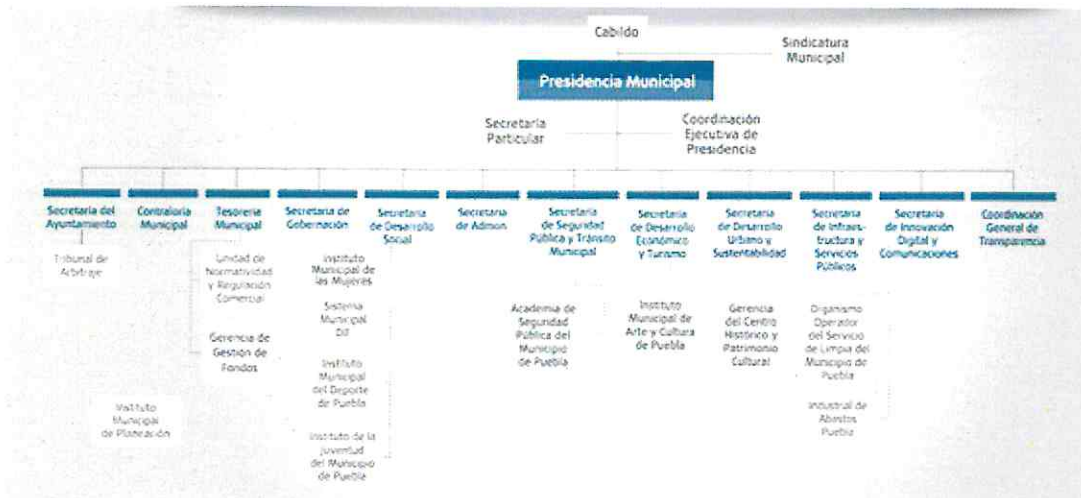 Cabildo
Sindicatura
Municipal
Presidencia Municipal
Secretaría
Particular
Coordinación
Ejecutiva de
Presidencia
Secretaría del
Ayuntamiento
Contraloría
Municipal
Tesorería
Municipal
Secretaría de
Gobernación
Secretaría
de Desarrollo
Social
Secretaría
de Admon
Secretaría
de Seguridad
Pública y Tránsito
Municipal
Secretaría
de Desarrollo
Económico
y Turismo
Secretaría
de Desarrollo
Urbano y
Sustentabilidad
Secretaría
de Infraes-
tructura y
Servicios
Públicos
Secretaría
de Innovación
Digital y
Comunicaciones
Coordinación
General de
Transparencia
Tribunal de
Arbitraje
Unidad de
Normatividad
y Regulación
Comercial
Gerencia de
Gestión de
Fondos
Instituto
Municipal de
las Mujeres
Sistema
Municipal
DIF
Instituto
Municipal
del Deporte
de Puebla
Instituto de la
Juventud
del Municipio
de Puebla
Academia de
Seguridad
Pública del
Municipio
de Puebla
Instituto
Municipal de
Arte y Cultura
de Puebla
Gerencia
del Centro
Histórico y
Patrimonio
Cultural
Organismo
Operador
del Servicio
de Limpia del
Municipio de
Puebla
Industrial de
Abastos
Puebla
Instituto
Municipal
de Planeación